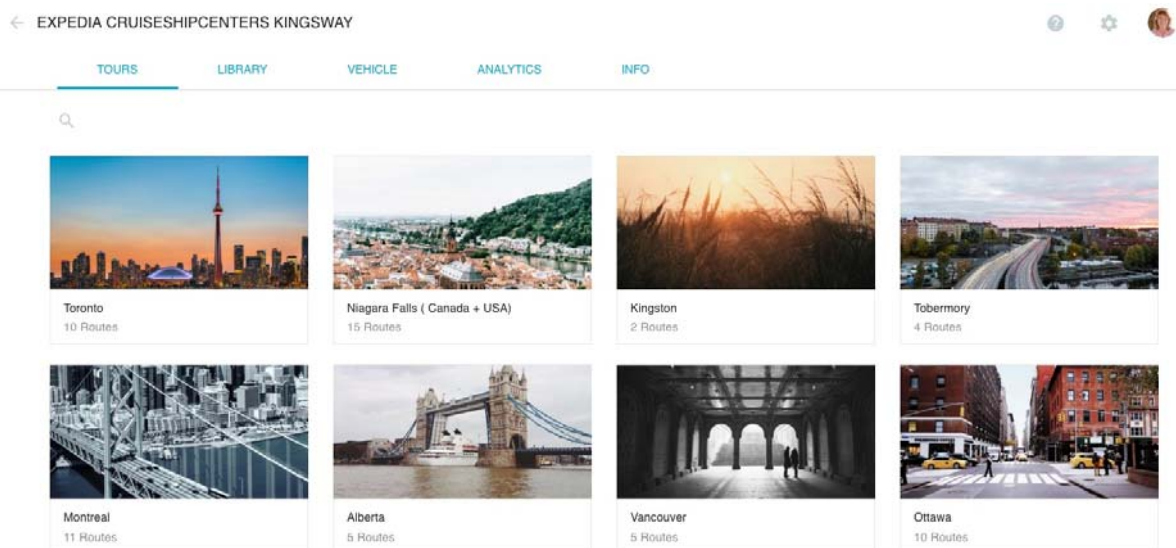 EXPEDIA CRUISESHIPCENTERS KINGSWAY
TOURS LIBRARY VEHICLE ANALYTICS INFO
Toronto Niagara Falls ( Canada + USA) Kingston Tobermory
10 Routes 15 Routes 2 Routes 4 Routes
Montreal Alberta Vancouver Ottawa
11 Routes 5 Routes 5 Routes 10 Routes